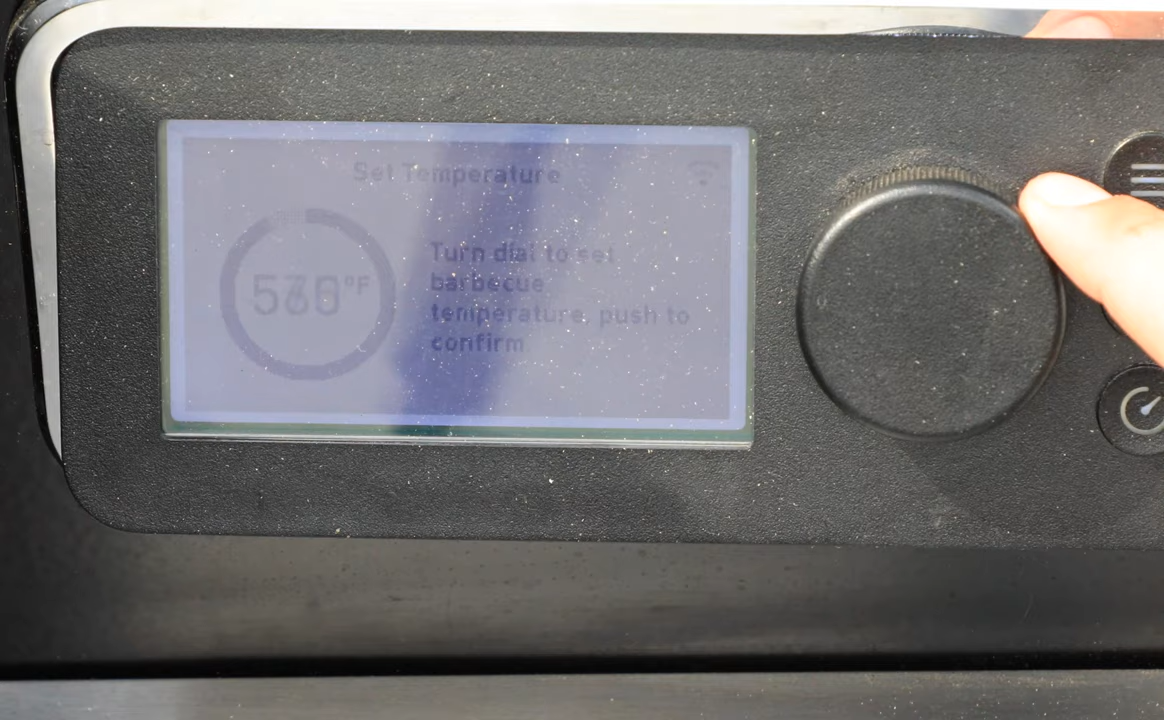 Set Temperature
Turn dial to set
barbecue
temperature, push to
confirm